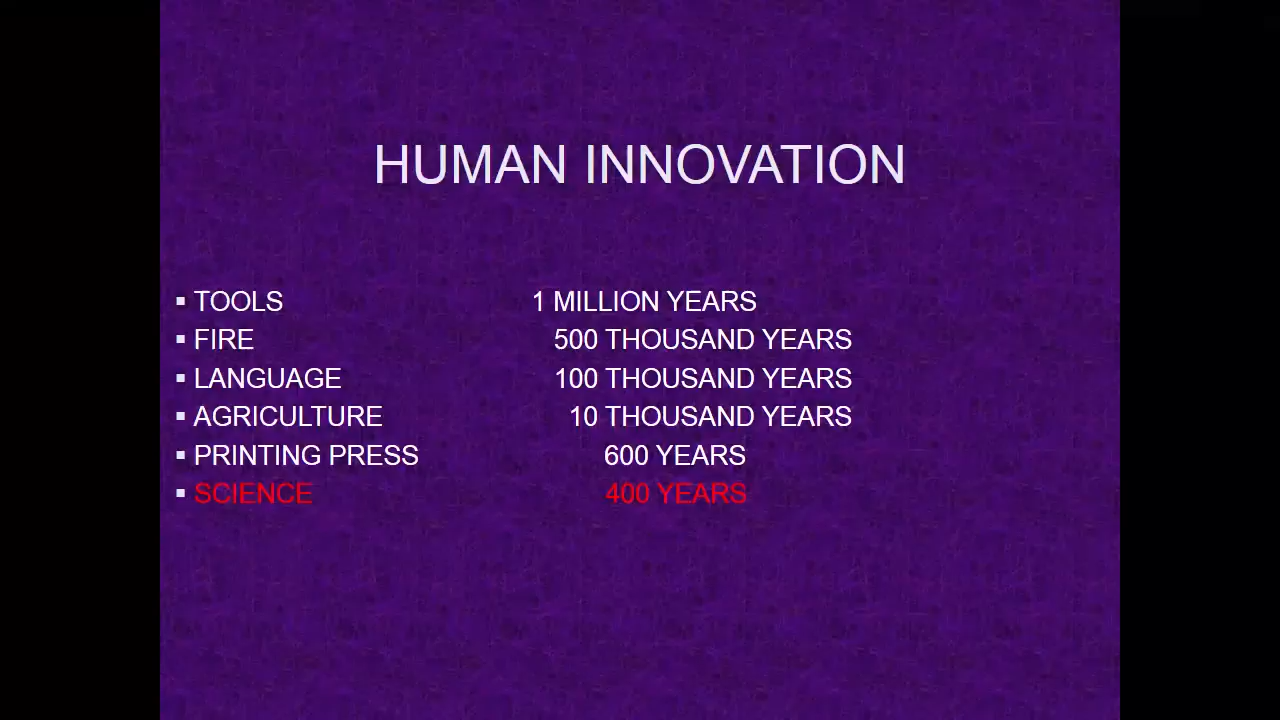 HUMAN INNOVATION
▪ TOOLS 1 MILLION YEARS
▪ FIRE 500 THOUSAND YEARS
▪ LANGUAGE 100 THOUSAND YEARS
▪ AGRICULTURE 10 THOUSAND YEARS
▪ PRINTING PRESS 600 YEARS
▪ SCIENCE 400 YEARS